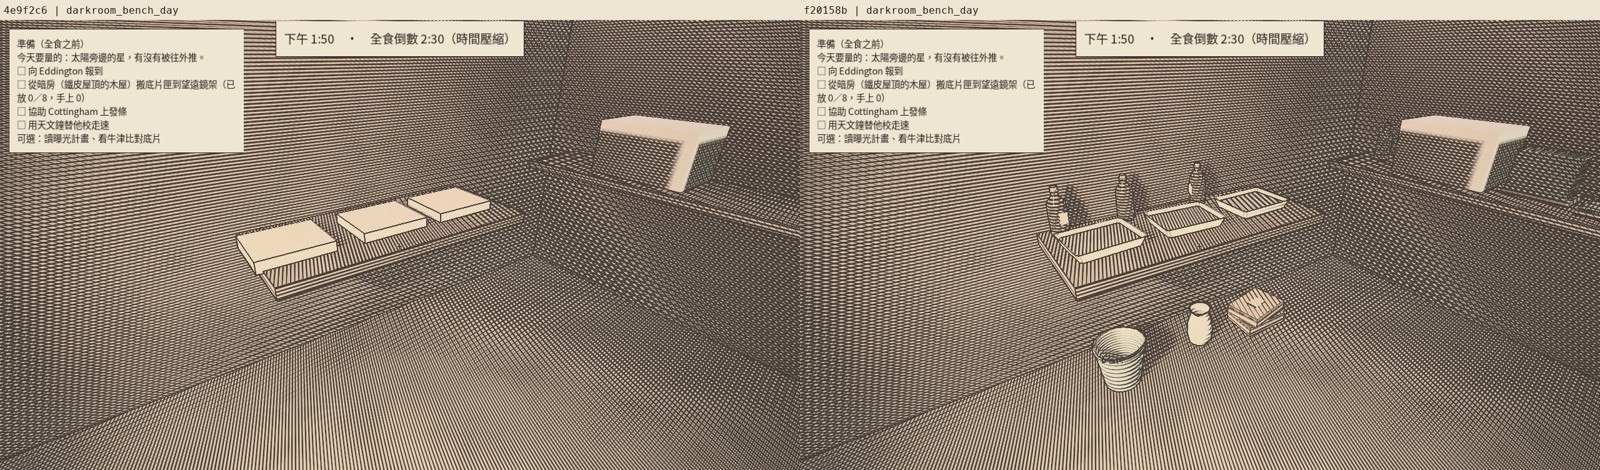 4e9f2c6 | darkroom_bench_day
下午 1:50 ・ 全食倒數 2:30（時間壓縮）
準備（全食之前）
今天要量的：太陽旁邊的星，有沒有被往外推。
□ 向 Eddington 報到
□ 從暗房（鐵皮屋頂的木屋）搬底片匣到望遠鏡架（已
放 0／8，手上 0）
□ 協助 Cottingham 上發條
□ 用天文鐘替他校走速
可選：讀曝光計畫、看牛津比對底片
f20158b | darkroom_bench_day
下午 1:50 ・ 全食倒數 2:30（時間壓縮）
準備（全食之前）
今天要量的：太陽旁邊的星，有沒有被往外推。
□ 向 Eddington 報到
□ 從暗房（鐵皮屋頂的木屋）搬底片匣到望遠鏡架（已
放 0／8，手上 0）
□ 協助 Cottingham 上發條
□ 用天文鐘替他校走速
可選：讀曝光計畫、看牛津比對底片